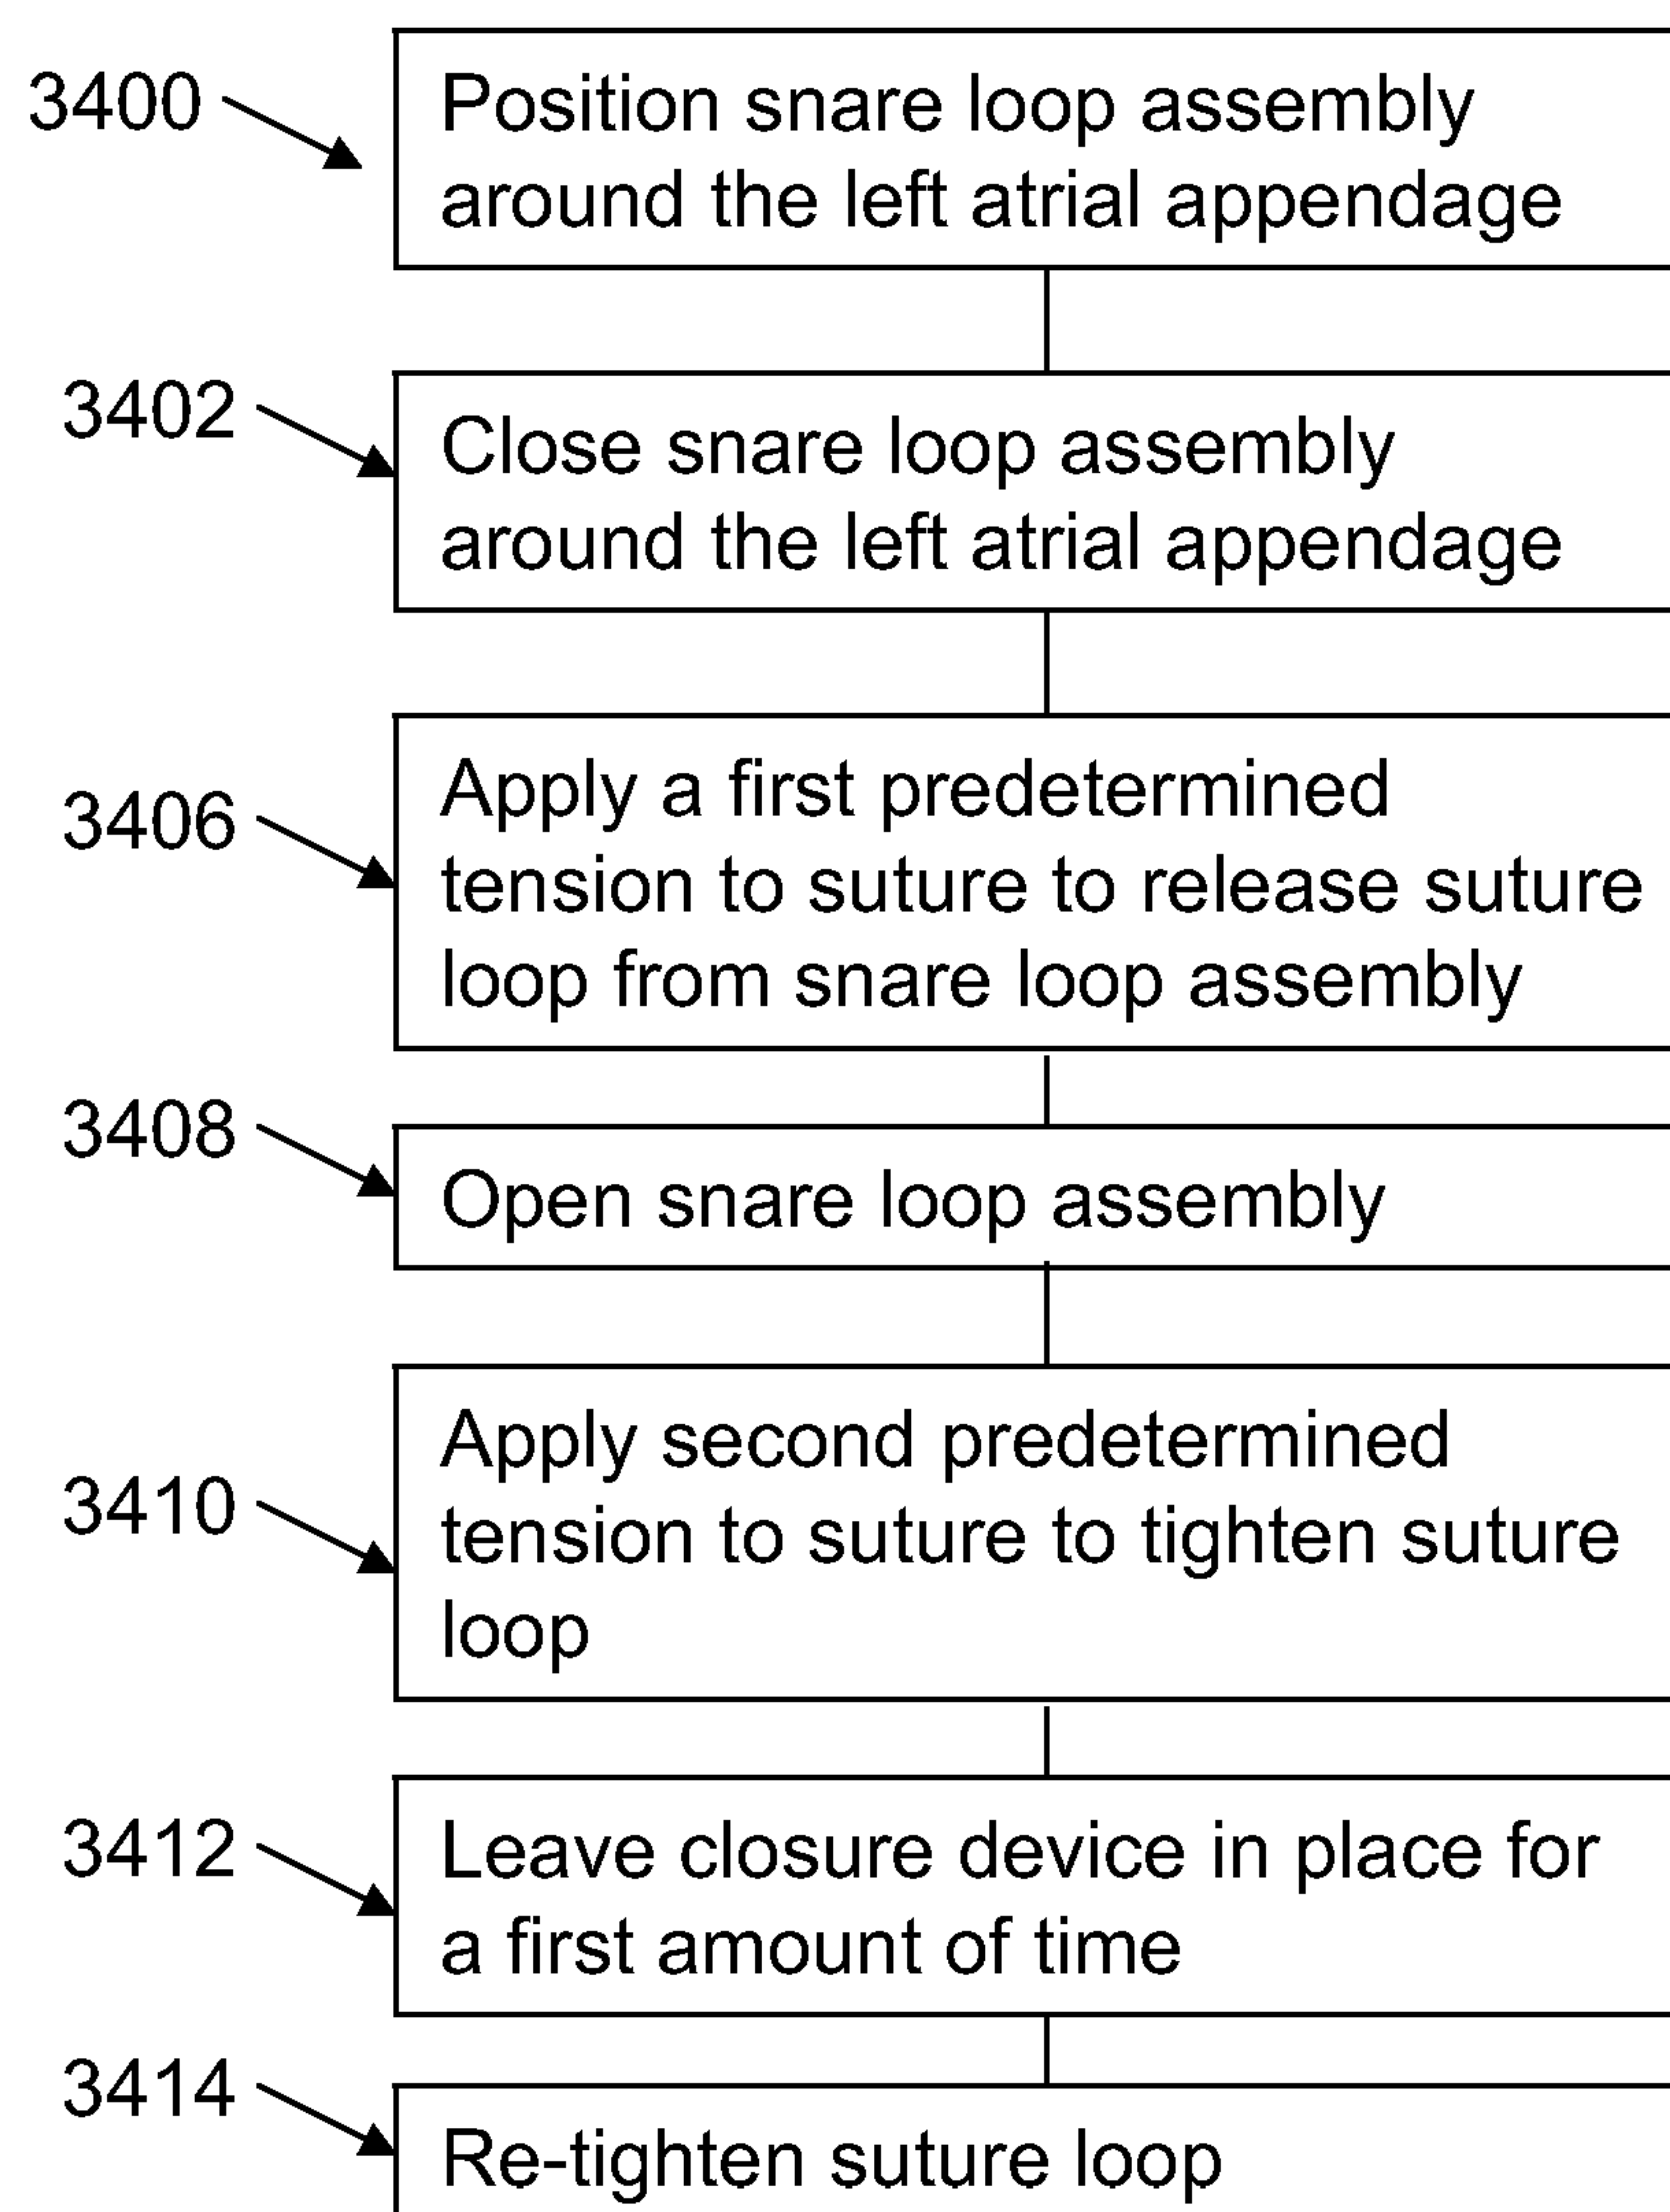 3400
Position snare loop assembly
around the left atrial appendage
3402
Close snare loop assembly
around the left atrial appendage
3406
Apply a first predetermined
tension to suture to release suture
loop from snare loop assembly
3408
Open snare loop assembly
3410
Apply second predetermined
tension to suture to tighten suture
loop
3412
Leave closure device in place for
a first amount of time
3414
Re-tighten suture loop